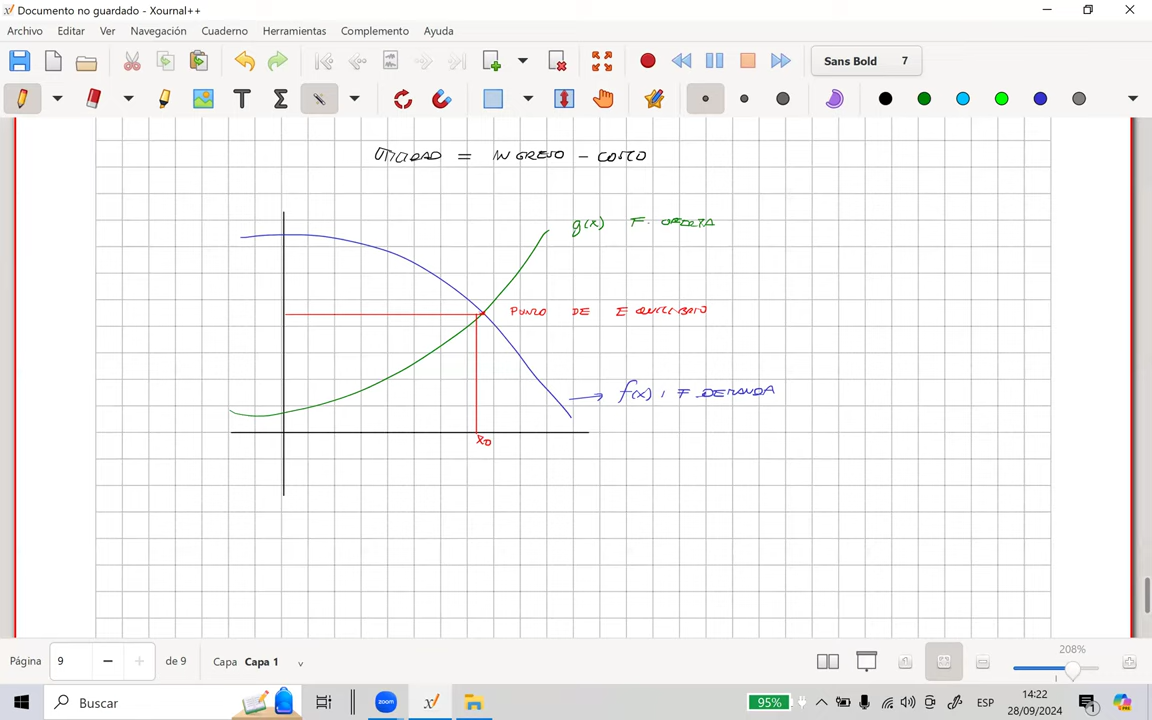 Documento no guardado - Xournal++
Archivo Editar Ver Navegación Cuaderno Herramientas Complemento Ayuda
Sans Bold 7
UTILIDAD = INGRESO - COSTO
g(x) F. OFERTA
PUNTO DE EQUILIBRIO
f(x), F DEMANDA
x0
Página 9 de 9 Capa Capa 1
208%
Buscar
zoom
95%
ESP
14:22
28/09/2024
1